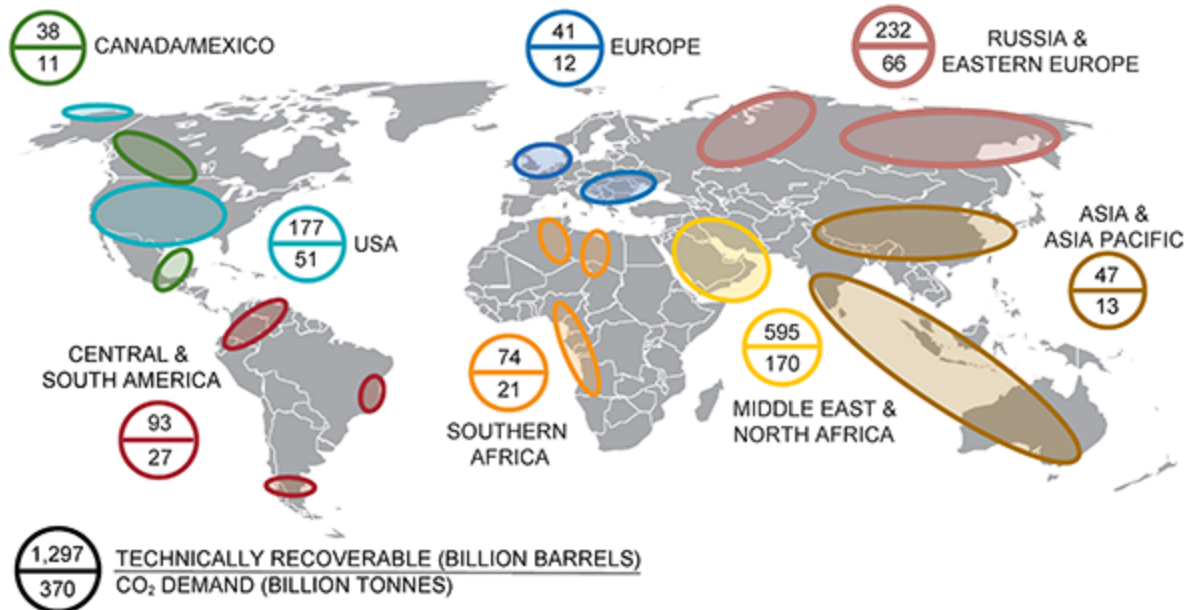 38
11
CANADA/MEXICO
41
12
EUROPE
232
66
RUSSIA &
EASTERN EUROPE
177
51
USA
ASIA &
ASIA PACIFIC
47
13
CENTRAL &
SOUTH AMERICA
93
27
74
21
SOUTHERN
AFRICA
595
170
MIDDLE EAST &
NORTH AFRICA
1,297
370
TECHNICALLY RECOVERABLE (BILLION BARRELS)
CO₂ DEMAND (BILLION TONNES)